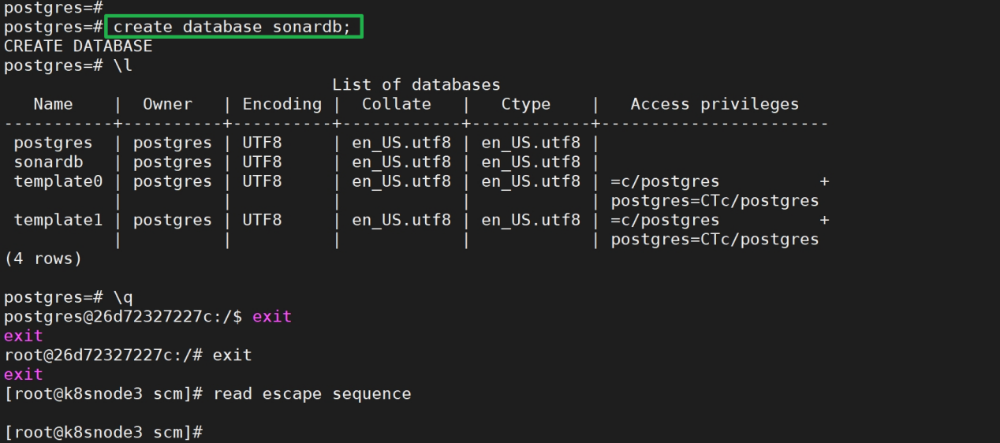 postgres=#
postgres=# create database sonardb;
CREATE DATABASE
postgres=# \l
                                 List of databases
   Name    |  Owner   | Encoding |  Collate   |   Ctype    |   Access privileges
-----------+----------+----------+------------+------------+-----------------------
 postgres  | postgres | UTF8     | en_US.utf8 | en_US.utf8 |
 sonardb   | postgres | UTF8     | en_US.utf8 | en_US.utf8 |
 template0 | postgres | UTF8     | en_US.utf8 | en_US.utf8 | =c/postgres          +
           |          |          |            |            | postgres=CTc/postgres
 template1 | postgres | UTF8     | en_US.utf8 | en_US.utf8 | =c/postgres          +
           |          |          |            |            | postgres=CTc/postgres
(4 rows)

postgres=# \q
postgres@26d72327227c:/$ exit
exit
root@26d72327227c:/# exit
exit
[root@k8snode3 scm]# read escape sequence

[root@k8snode3 scm]#